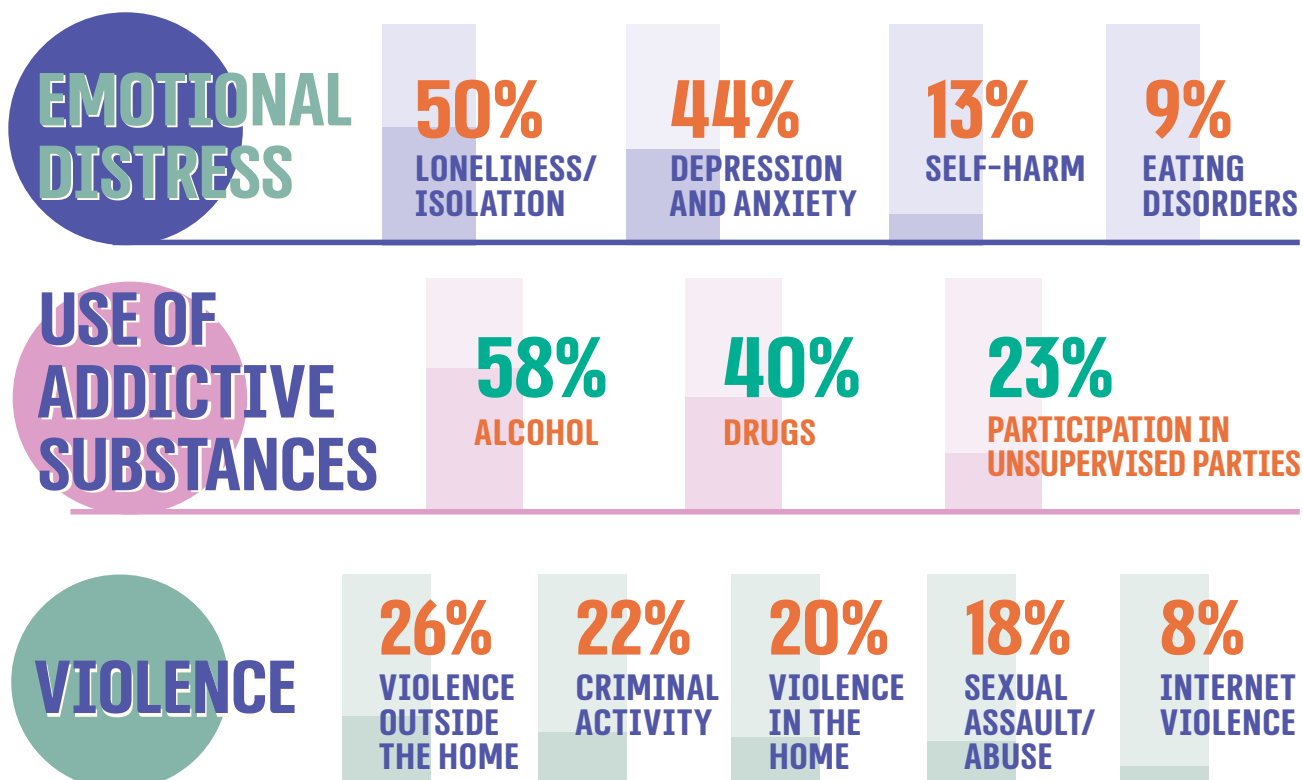 EMOTIONAL
DISTRESS
50%
LONELINESS/
ISOLATION
44%
DEPRESSION
AND ANXIETY
13%
SELF-HARM
9%
EATING
DISORDERS
USE OF
ADDICTIVE
SUBSTANCES
58%
ALCOHOL
40%
DRUGS
23%
PARTICIPATION IN
UNSUPERVISED PARTIES
VIOLENCE
26%
VIOLENCE
OUTSIDE
THE HOME
22%
CRIMINAL
ACTIVITY
20%
VIOLENCE
IN THE
HOME
18%
SEXUAL
ASSAULT/
ABUSE
8%
INTERNET
VIOLENCE